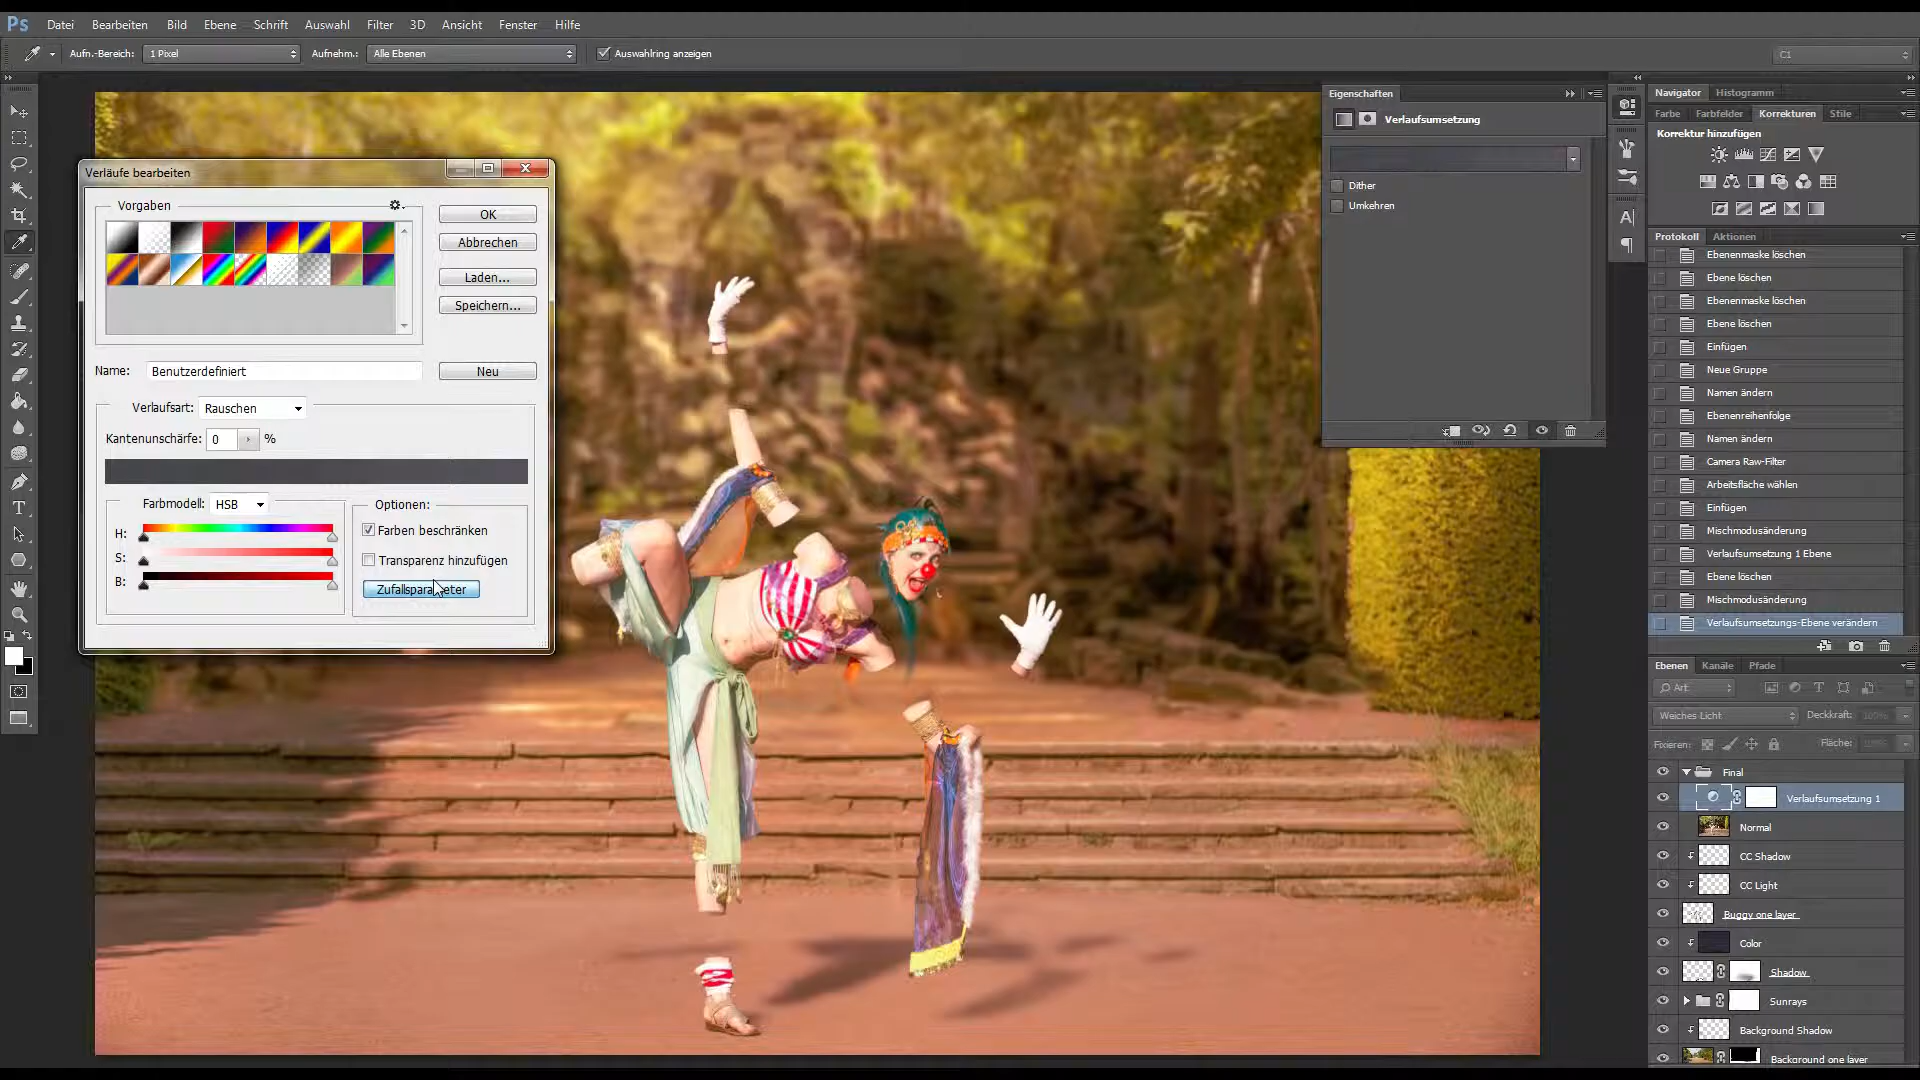 Ps Datei Bearbeiten Bild Ebene Schrift Auswahl Filter 3D Ansicht Fenster Hilfe
Aufn.-Bereich: 1 Pixel Aufnehm.: Alle Ebenen Auswahlring anzeigen C1
Verläufe bearbeiten
Vorgaben
OK
Abbrechen
Laden...
Speichern...
Name: Benutzerdefiniert Neu
Verlaufsart: Rauschen
Kantenunschärfe: 0 %
Farbmodell: HSB
H:
S:
B:
Optionen:
Farben beschränken
Transparenz hinzufügen
Eigenschaften
Verlaufsumsetzung
Dither
Umkehren
Navigator Histogramm
Farbe Farbfelder Korrekturen Stile
Korrektur hinzufügen
Protokoll Aktionen
Ebenenmaske löschen
Ebene löschen
Ebenenmaske löschen
Ebene löschen
Einfügen
Neue Gruppe
Namen ändern
Ebenenreihenfolge
Namen ändern
Camera Raw-Filter
Arbeitsfläche wählen
Einfügen
Mischmodusänderung
Verlaufsumsetzung 1 Ebene
Ebene löschen
Mischmodusänderung
Verlaufsumsetzungs-Ebene verändern
Ebenen Kanäle Pfade
Art
Weiches Licht Deckkraft: 100%
Fixieren: Fläche: 100%
Final
Verlaufsumsetzung 1
Normal
CC Shadow
CC Light
Buggy one layer
Color
Shadow
Sunrays
Background Shadow
Background one layer